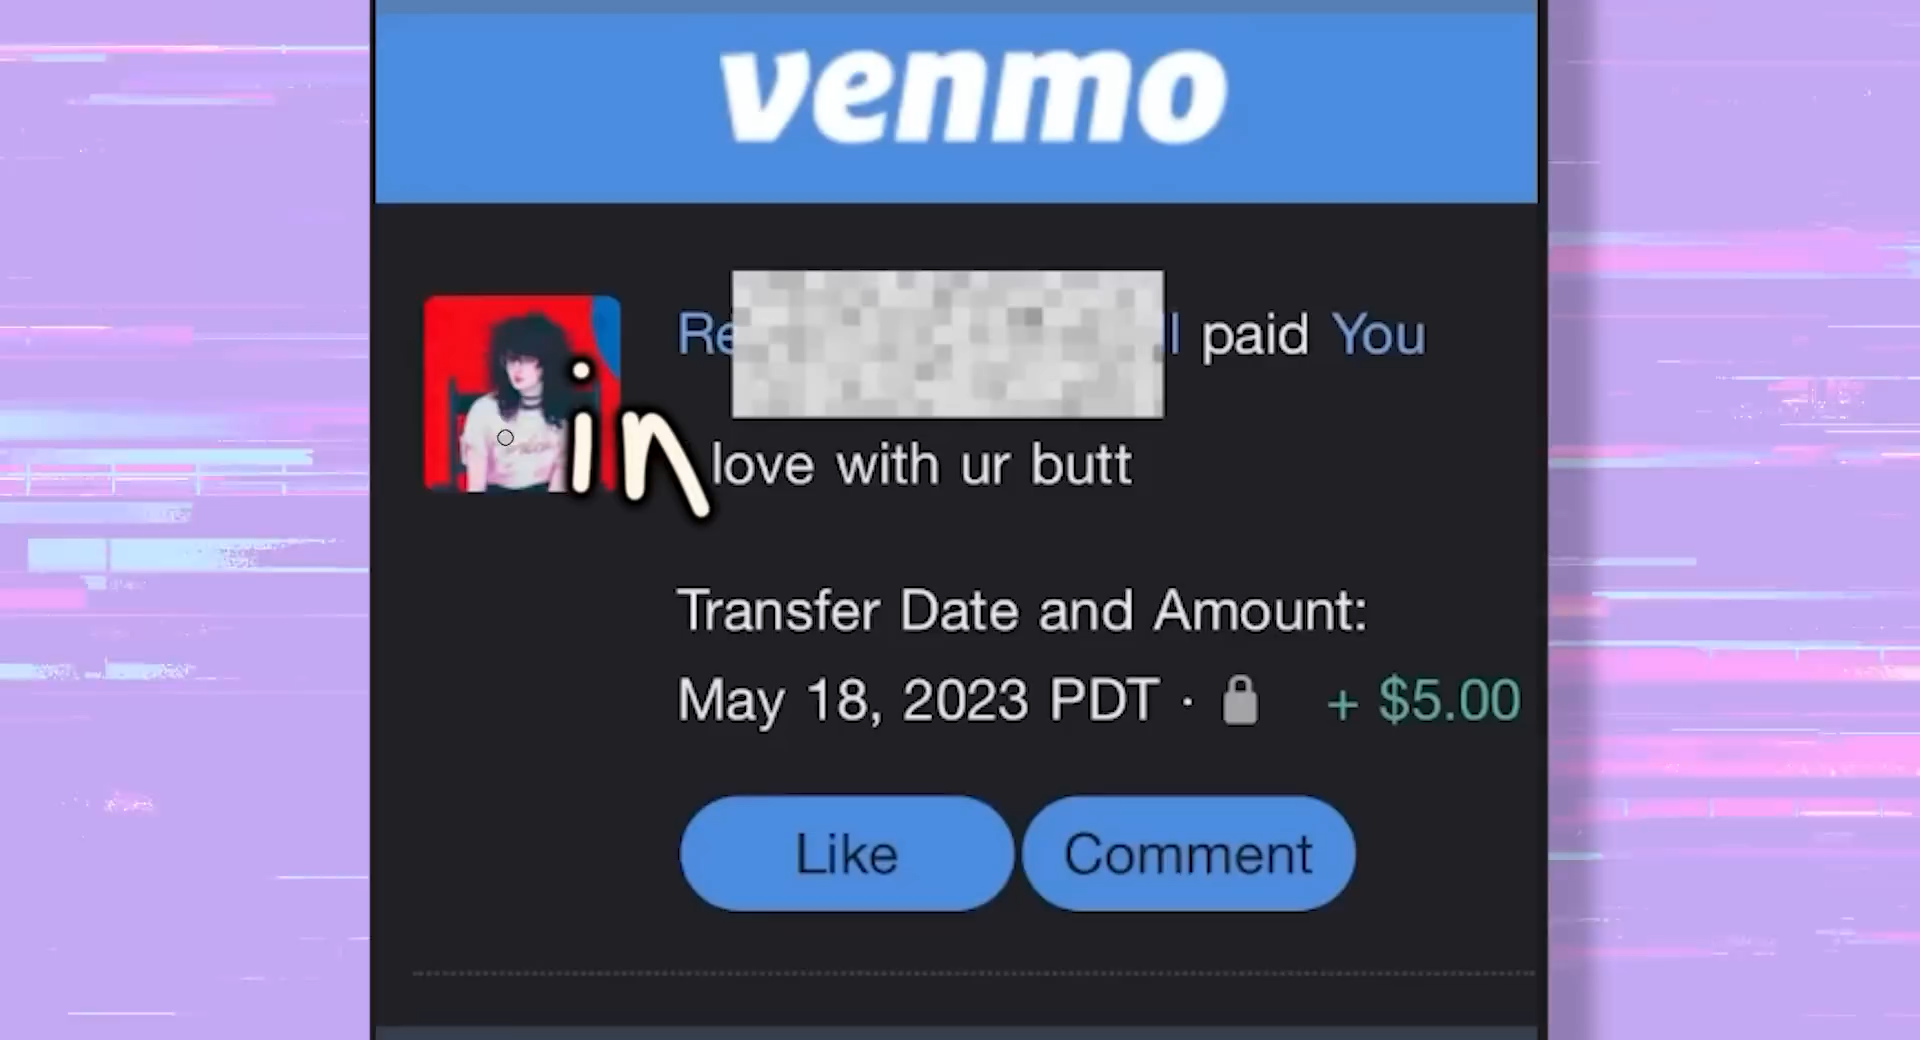 venmo
Re l paid You
in love with ur butt
Transfer Date and Amount:
May 18, 2023 PDT · + $5.00
Like Comment